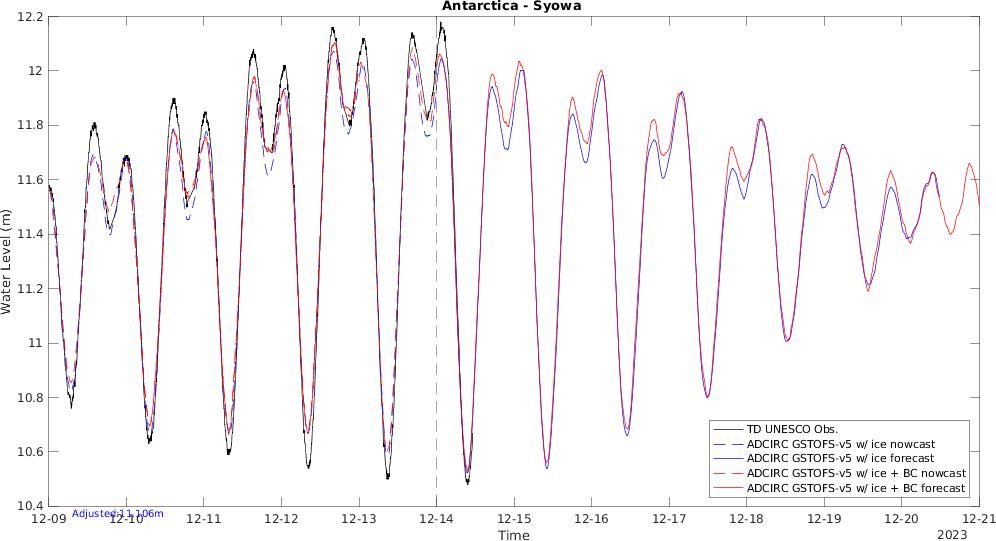 Antarctica - Syowa
12.2
12
11.8
11.6
11.4
11.2
11
10.8
10.6
10.4
Water Level (m)
TD UNESCO Obs.
ADCIRC GSTOFS-v5 w/ ice nowcast
ADCIRC GSTOFS-v5 w/ ice forecast
ADCIRC GSTOFS-v5 w/ ice + BC nowcast
ADCIRC GSTOFS-v5 w/ ice + BC forecast
Adjusted:11.106m
12-09 12-10 12-11 12-12 12-13 12-14 12-15 12-16 12-17 12-18 12-19 12-20 12-21
Time
2023